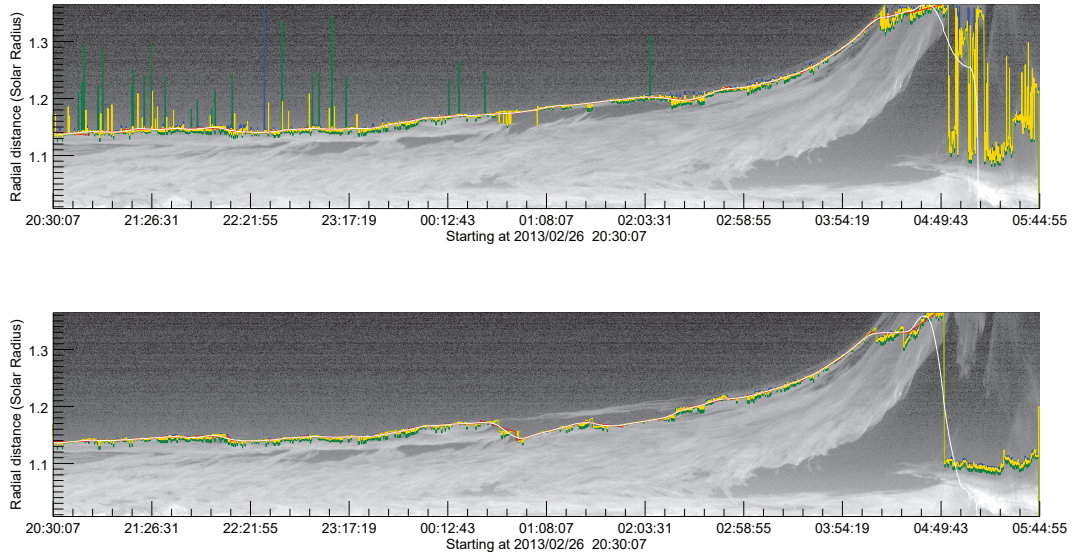 Radial distance (Solar Radius)
1.3
1.2
1.1
20:30:07 21:26:31 22:21:55 23:17:19 00:12:43 01:08:07 02:03:31 02:58:55 03:54:19 04:49:43 05:44:55
Starting at 2013/02/26 20:30:07
Radial distance (Solar Radius)
1.3
1.2
1.1
20:30:07 21:26:31 22:21:55 23:17:19 00:12:43 01:08:07 02:03:31 02:58:55 03:54:19 04:49:43 05:44:55
Starting at 2013/02/26 20:30:07